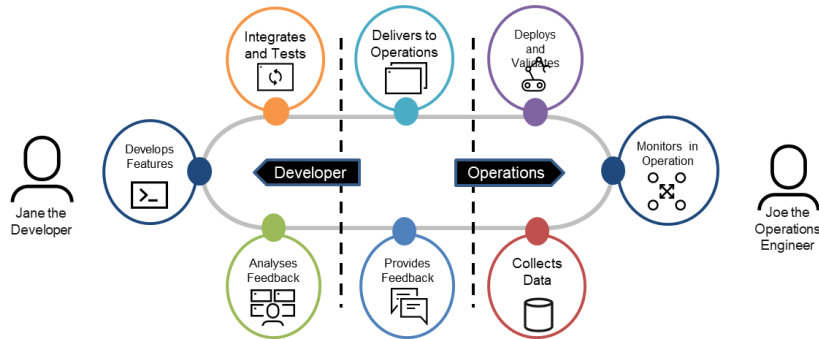 Integrates
and Tests
Delivers to
Operations
Deploys
and
Validates
Develops
Features
Developer
Operations
Monitors in
Operation
Jane the
Developer
Joe the
Operations
Engineer
Analyses
Feedback
Provides
Feedback
Collects
Data